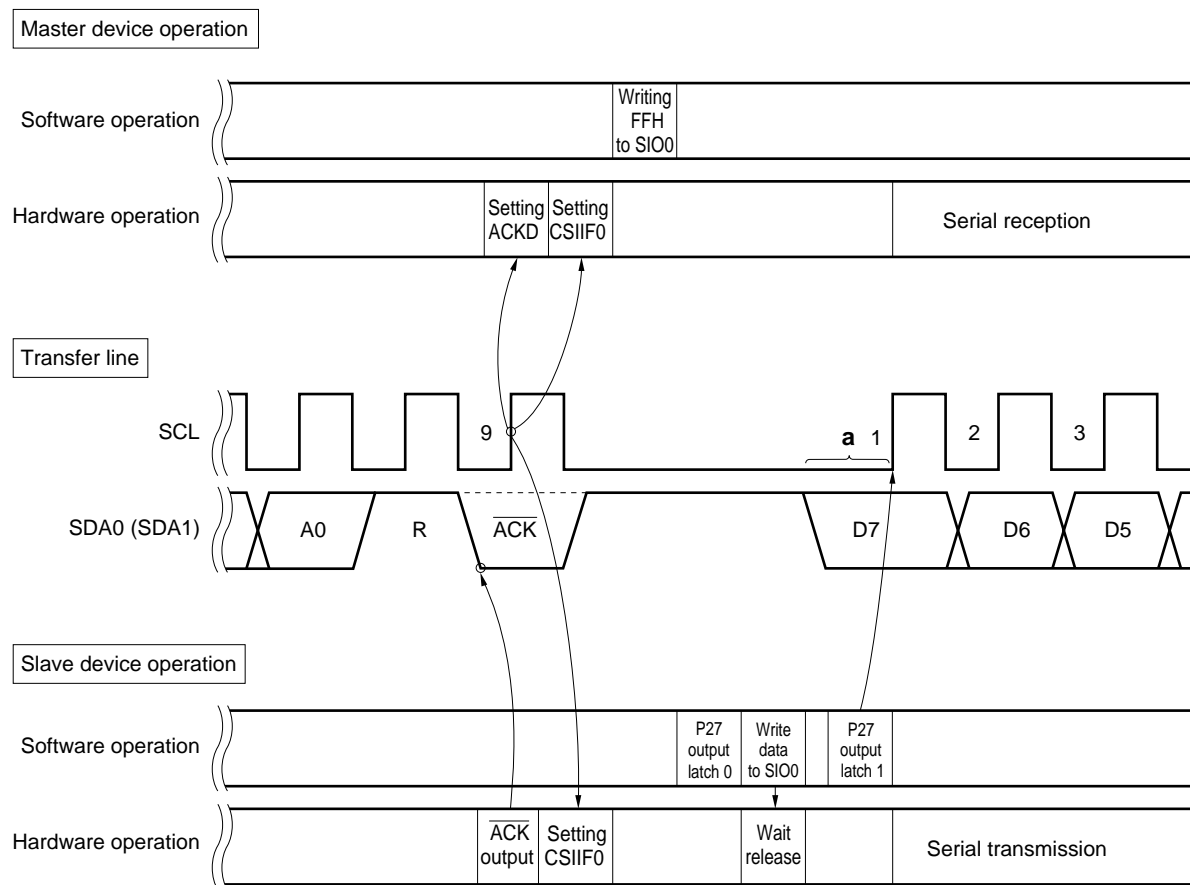 Master device operation
Software operation
Writing
FFH
to SIO0
Hardware operation
Setting
ACKD
Setting
CSIIF0
Serial reception
Transfer line
SCL
9
a 1
2
3
SDA0 (SDA1)
A0
R
ACK
D7
D6
D5
Slave device operation
Software operation
P27
output
latch 0
Write
data
to SIO0
P27
output
latch 1
Hardware operation
ACK
output
Setting
CSIIF0
Wait
release
Serial transmission